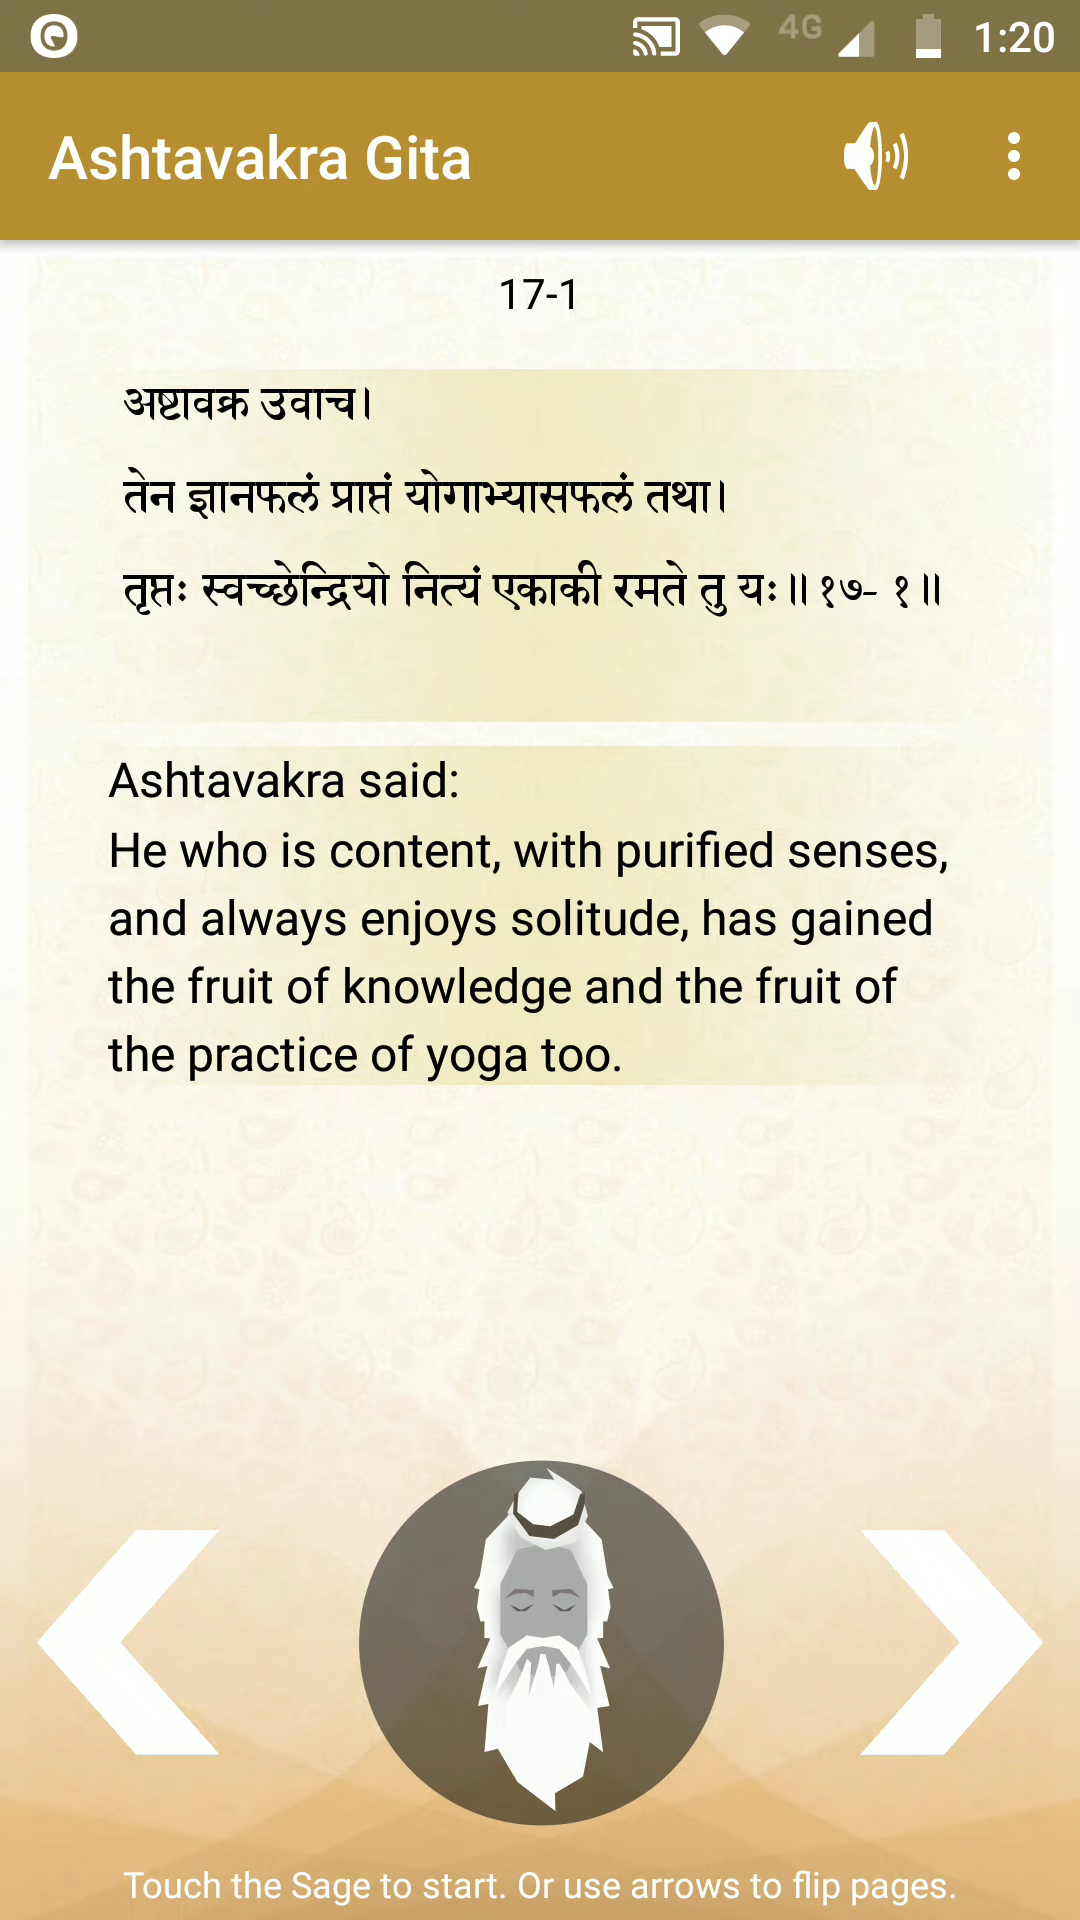 4G 1:20
Ashtavakra Gita
17-1
अष्टावक्र उवाच।
तेन ज्ञानफलं प्राप्तं योगाभ्यासफलं तथा।
तृप्तः स्वच्छेन्द्रियो नित्यं एकाकी रमते तु यः॥ १७- १॥
Ashtavakra said:
He who is content, with purified senses,
and always enjoys solitude, has gained
the fruit of knowledge and the fruit of
the practice of yoga too.
Touch the Sage to start. Or use arrows to flip pages.